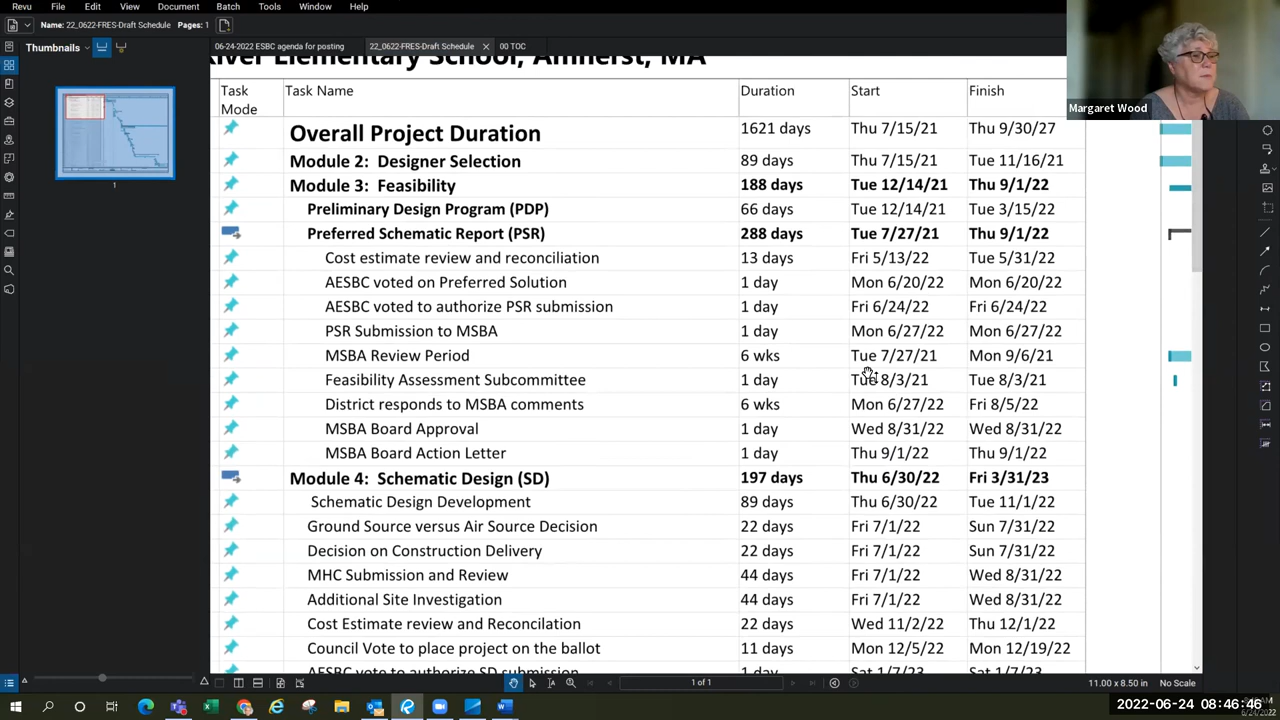 Revu File Edit View Document Batch Tools Window Help
Name: 22_0622-FRES-Draft Schedule Pages: 1
Thumbnails
06-24-2022 ESBC agenda for posting 22_0622-FRES-Draft Schedule 00 TOC
River Elementary School, Amherst, MA
Margaret Wood
Task Mode Task Name Duration Start Finish
Overall Project Duration 1621 days Thu 7/15/21 Thu 9/30/27
Module 2: Designer Selection 89 days Thu 7/15/21 Tue 11/16/21
Module 3: Feasibility 188 days Tue 12/14/21 Thu 9/1/22
Preliminary Design Program (PDP) 66 days Tue 12/14/21 Tue 3/15/22
Preferred Schematic Report (PSR) 288 days Tue 7/27/21 Thu 9/1/22
Cost estimate review and reconciliation 13 days Fri 5/13/22 Tue 5/31/22
AESBC voted on Preferred Solution 1 day Mon 6/20/22 Mon 6/20/22
AESBC voted to authorize PSR submission 1 day Fri 6/24/22 Fri 6/24/22
PSR Submission to MSBA 1 day Mon 6/27/22 Mon 6/27/22
MSBA Review Period 6 wks Tue 7/27/21 Mon 9/6/21
Feasibility Assessment Subcommittee 1 day Tue 8/3/21 Tue 8/3/21
District responds to MSBA comments 6 wks Mon 6/27/22 Fri 8/5/22
MSBA Board Approval 1 day Wed 8/31/22 Wed 8/31/22
MSBA Board Action Letter 1 day Thu 9/1/22 Thu 9/1/22
Module 4: Schematic Design (SD) 197 days Thu 6/30/22 Fri 3/31/23
Schematic Design Development 89 days Thu 6/30/22 Tue 11/1/22
Ground Source versus Air Source Decision 22 days Fri 7/1/22 Sun 7/31/22
Decision on Construction Delivery 22 days Fri 7/1/22 Sun 7/31/22
MHC Submission and Review 44 days Fri 7/1/22 Wed 8/31/22
Additional Site Investigation 44 days Fri 7/1/22 Wed 8/31/22
Cost Estimate review and Reconciliation 22 days Wed 11/2/22 Thu 12/1/22
Council Vote to place project on the ballot 11 days Mon 12/5/22 Mon 12/19/22
AESBC vote to authorize SD submission 1 day Sat 1/7/23 Sat 1/7/23
1
1 of 1
11.00 x 8.50 in No Scale
2022-06-24 08:46:46